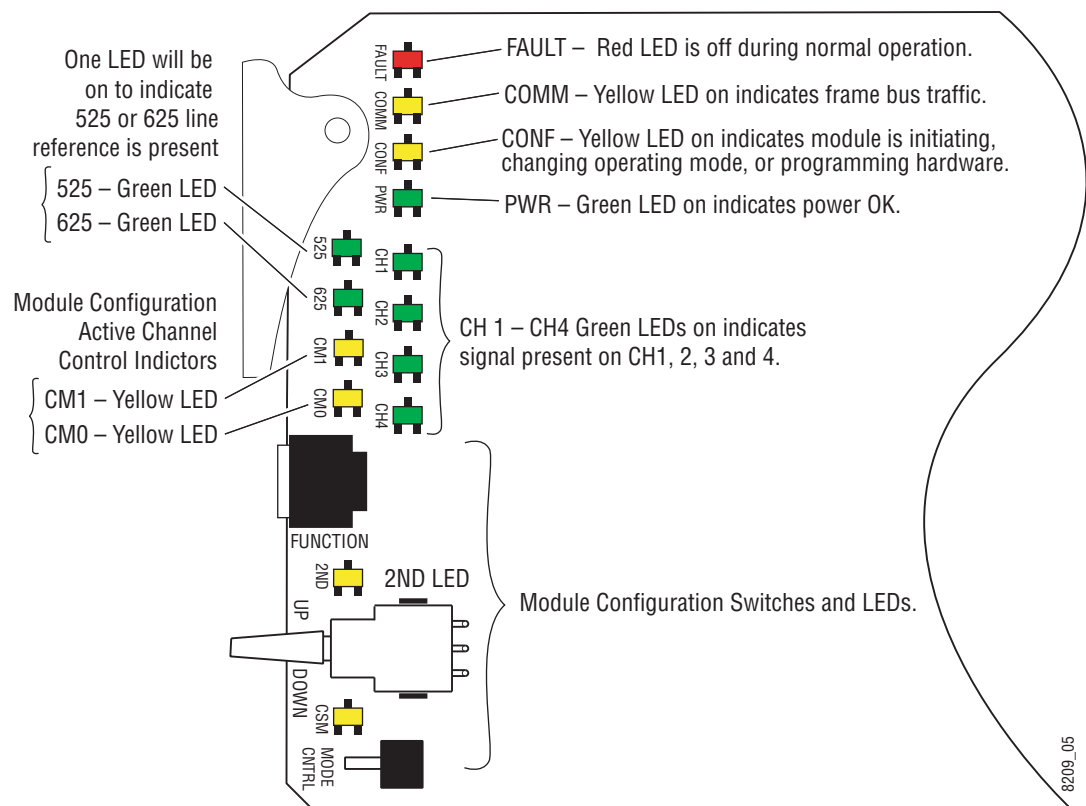 One LED will be
on to indicate
525 or 625 line
reference is present
525 – Green LED
625 – Green LED
Module Configuration
Active Channel
Control Indictors
CM1 – Yellow LED
CM0 – Yellow LED
FAULT
COMM
CONF
PWR
525
625
CM1
CM0
CH1
CH2
CH3
CH4
FAULT – Red LED is off during normal operation.
COMM – Yellow LED on indicates frame bus traffic.
CONF – Yellow LED on indicates module is initiating,
changing operating mode, or programming hardware.
PWR – Green LED on indicates power OK.
CH 1 – CH4 Green LEDs on indicates
signal present on CH1, 2, 3 and 4.
FUNCTION
2ND
2ND LED
UP
DOWN
CSM
MODE
CNTRL
Module Configuration Switches and LEDs.
8209_05